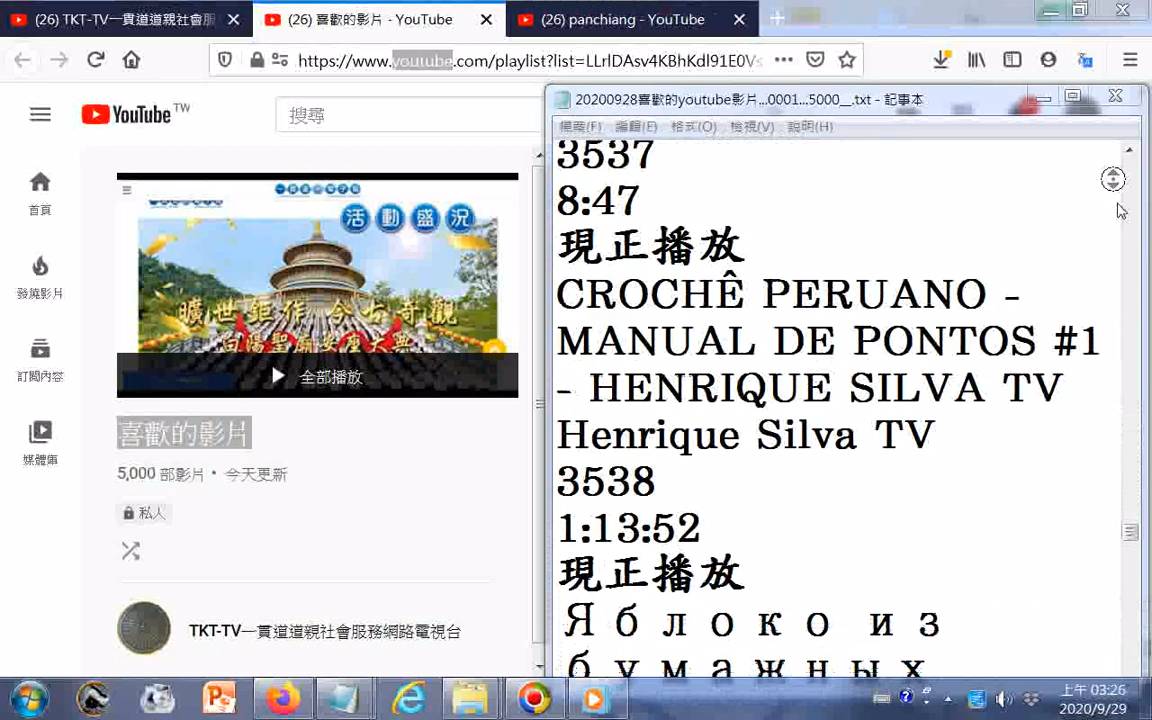 (26) TKT-TV一貫道道親社會服
(26) 喜歡的影片 - YouTube
(26) panchiang - YouTube
https://www.youtube.com/playlist?list=LLrlDAsv4KBhKdl91E0Vs
YouTube TW
搜尋
首頁
發燒影片
訂閱內容
媒體庫
活動盛況
曠世鉅作 今古奇觀
全部播放
喜歡的影片
5,000 部影片・今天更新
私人
TKT-TV一貫道道親社會服務網路電視台
20200928喜歡的youtube影片...0001...5000__.txt - 記事本
檔案(F) 編輯(E) 格式(O) 檢視(V) 說明(H)
3537
8:47
現正播放
CROCHÊ PERUANO -
MANUAL DE PONTOS #1
- HENRIQUE SILVA TV
Henrique Silva TV
3538
1:13:52
現正播放
Яблоко из
бумажных
上午 03:26
2020/9/29